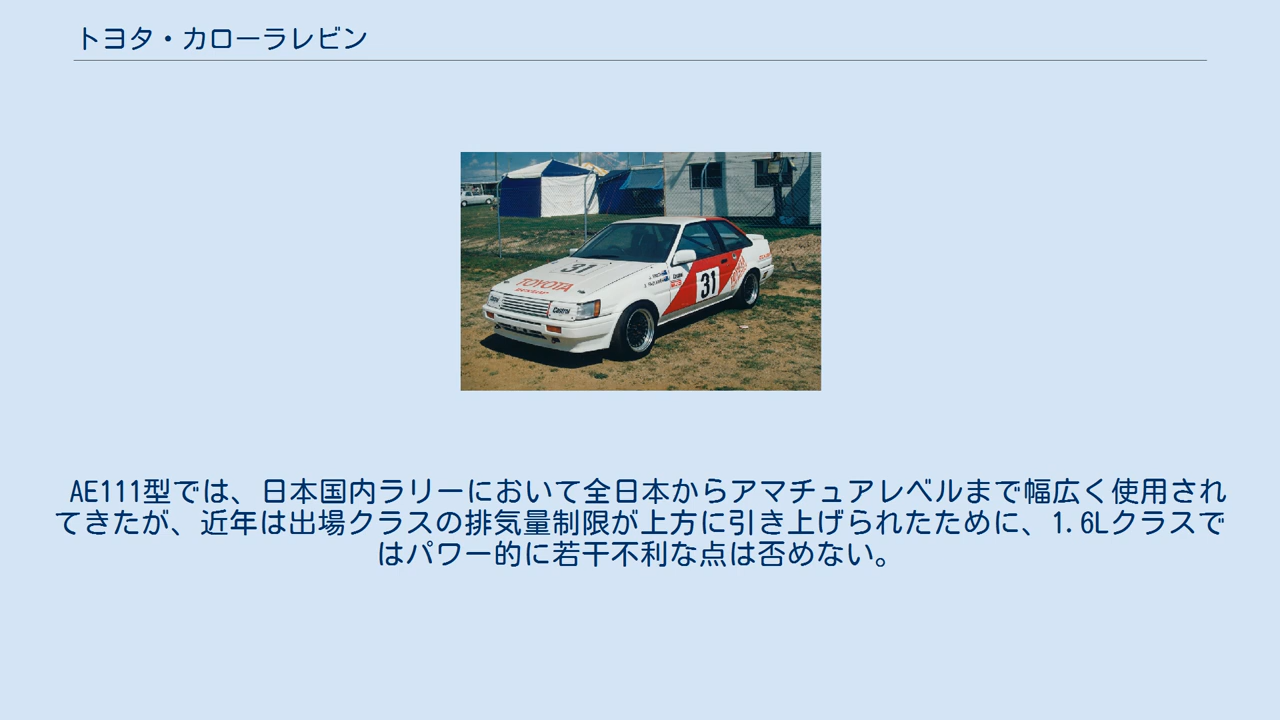 トヨタ・カローラレビン
31
TOYOTA
DUNLOP
Castrol
31
AE111型では、日本国内ラリーにおいて全日本からアマチュアレベルまで幅広く使用され
てきたが、近年は出場クラスの排気量制限が上方に引き上げられたために、1.6Lクラスで
はパワー的に若干不利な点は否めない。